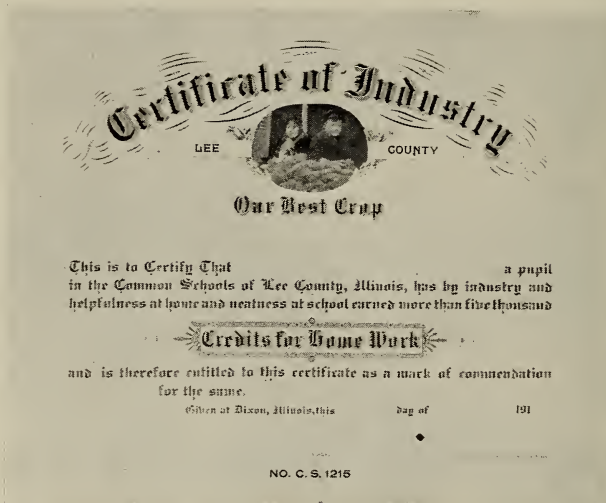 Certificate of Industry
LEE COUNTY
Our Best Crop
This is to Certify That a pupil
in the Common Schools of Lee County, Illinois, has by industry and
helpfulness at home and neatness at school earned more than five thousand
Credits for Home Work
and is therefore entitled to this certificate as a mark of commendation
for the same.
Given at Dixon, Illinois, this day of 191
NO. C. S. 1215